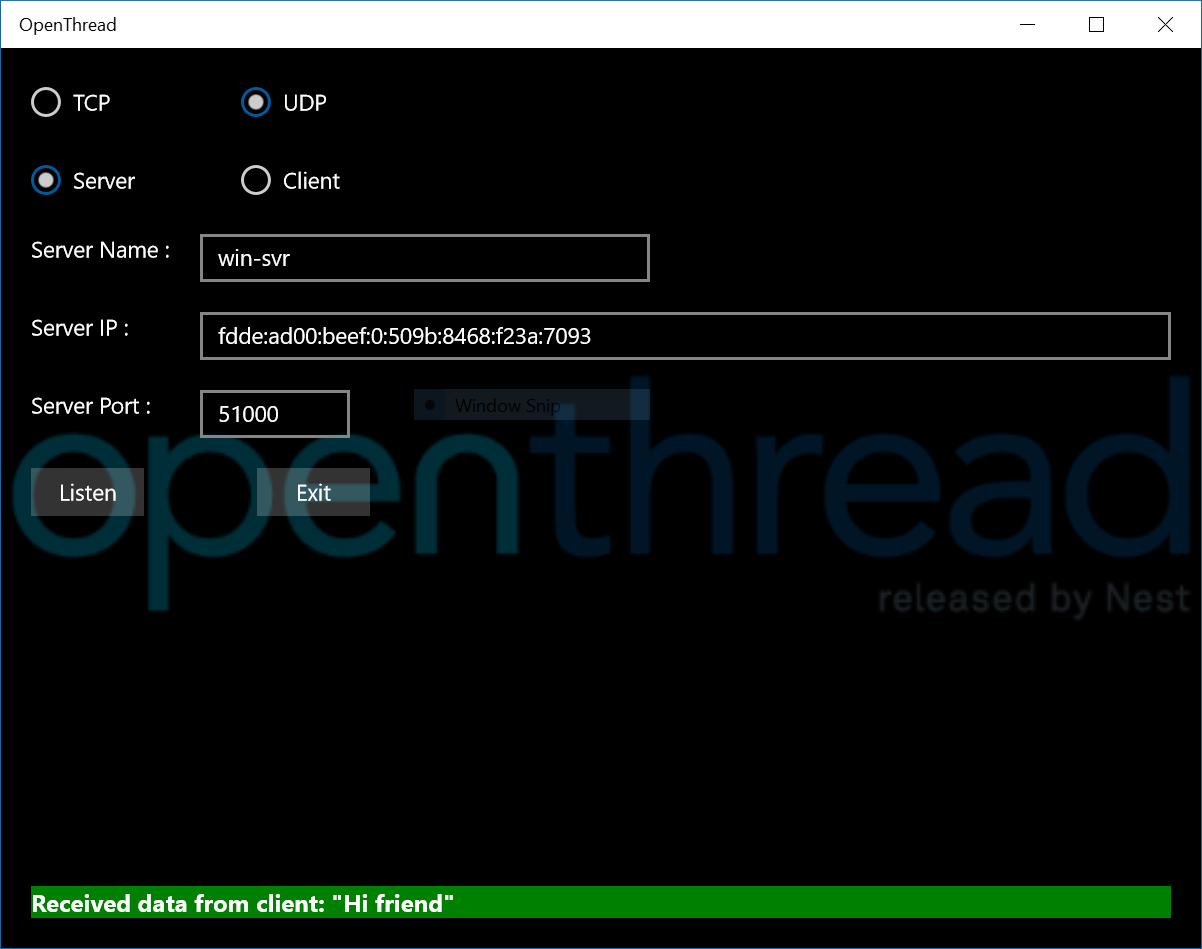 OpenThread
TCP UDP
Server Client
Server Name : win-svr
Server IP : fdde:ad00:beef:0:509b:8468:f23a:7093
Server Port : 51000 Window Snip
Listen Exit
openthread
released by Nest
Received data from client: "Hi friend"